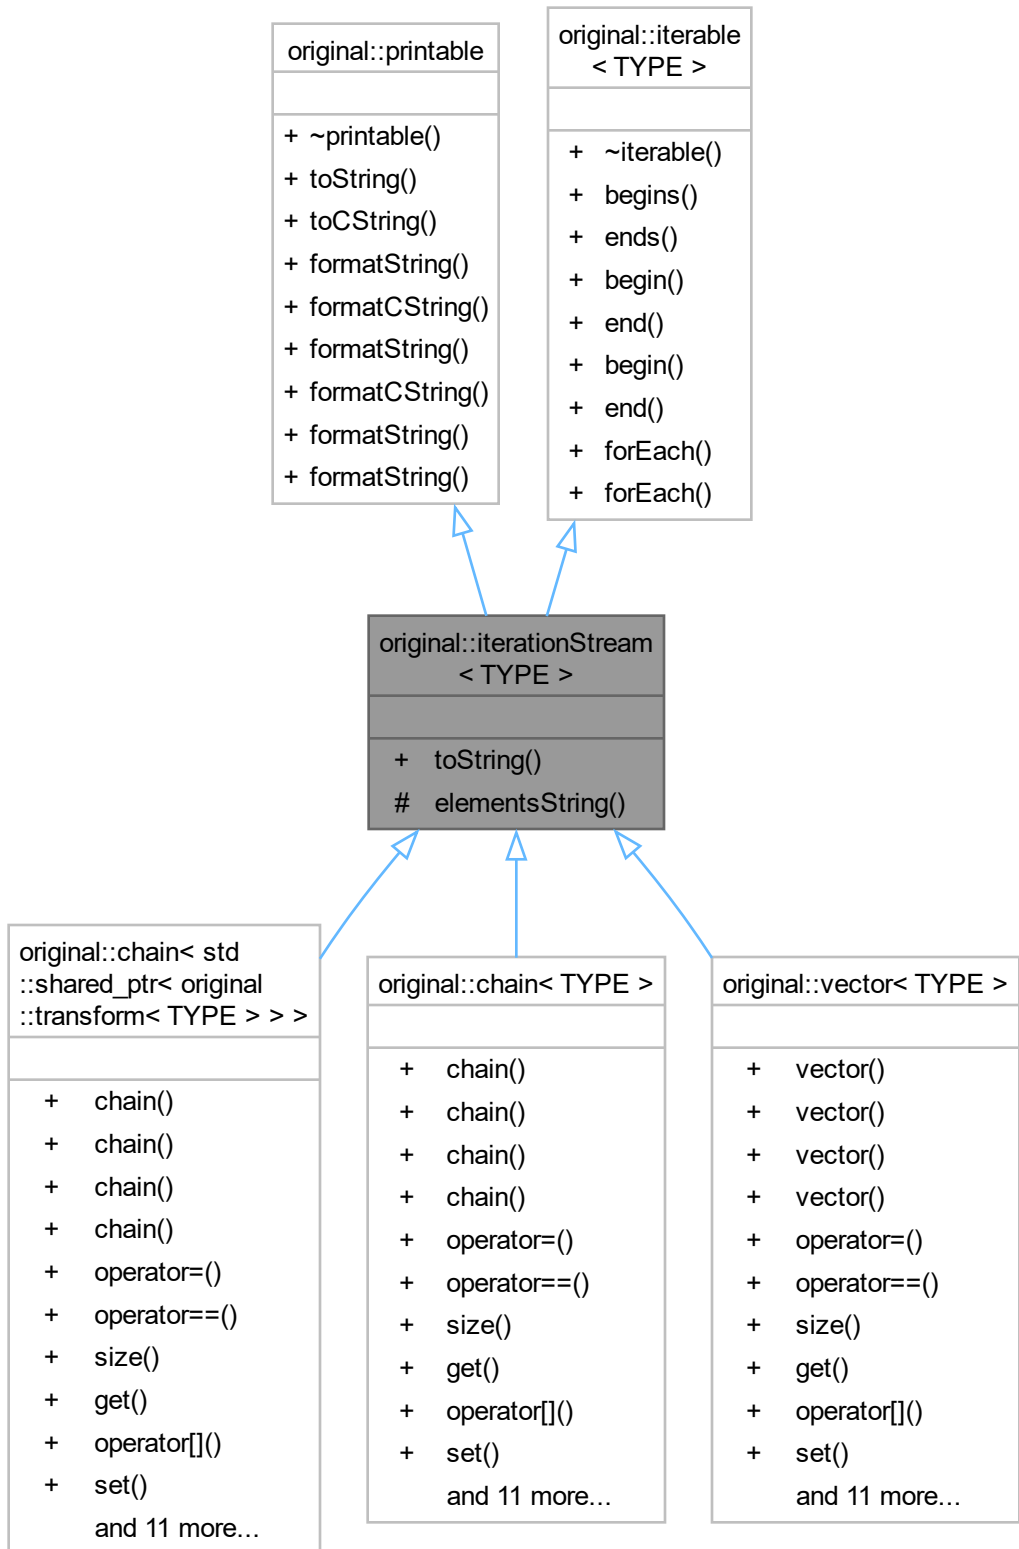 original::printable
+ ~printable()
+ toString()
+ toCString()
+ formatString()
+ formatCString()
+ formatString()
+ formatCString()
+ formatString()
+ formatString()
original::iterable
< TYPE >
+ ~iterable()
+ begins()
+ ends()
+ begin()
+ end()
+ begin()
+ end()
+ forEach()
+ forEach()
original::iterationStream
< TYPE >
+ toString()
# elementsString()
original::chain< std
::shared_ptr< original
::transform< TYPE > > >
+ chain()
+ chain()
+ chain()
+ chain()
+ operator=()
+ operator==()
+ size()
+ get()
+ operator[]()
+ set()
and 11 more...
original::chain< TYPE >
+ chain()
+ chain()
+ chain()
+ chain()
+ operator=()
+ operator==()
+ size()
+ get()
+ operator[]()
+ set()
and 11 more...
original::vector< TYPE >
+ vector()
+ vector()
+ vector()
+ vector()
+ operator=()
+ operator==()
+ size()
+ get()
+ operator[]()
+ set()
and 11 more...